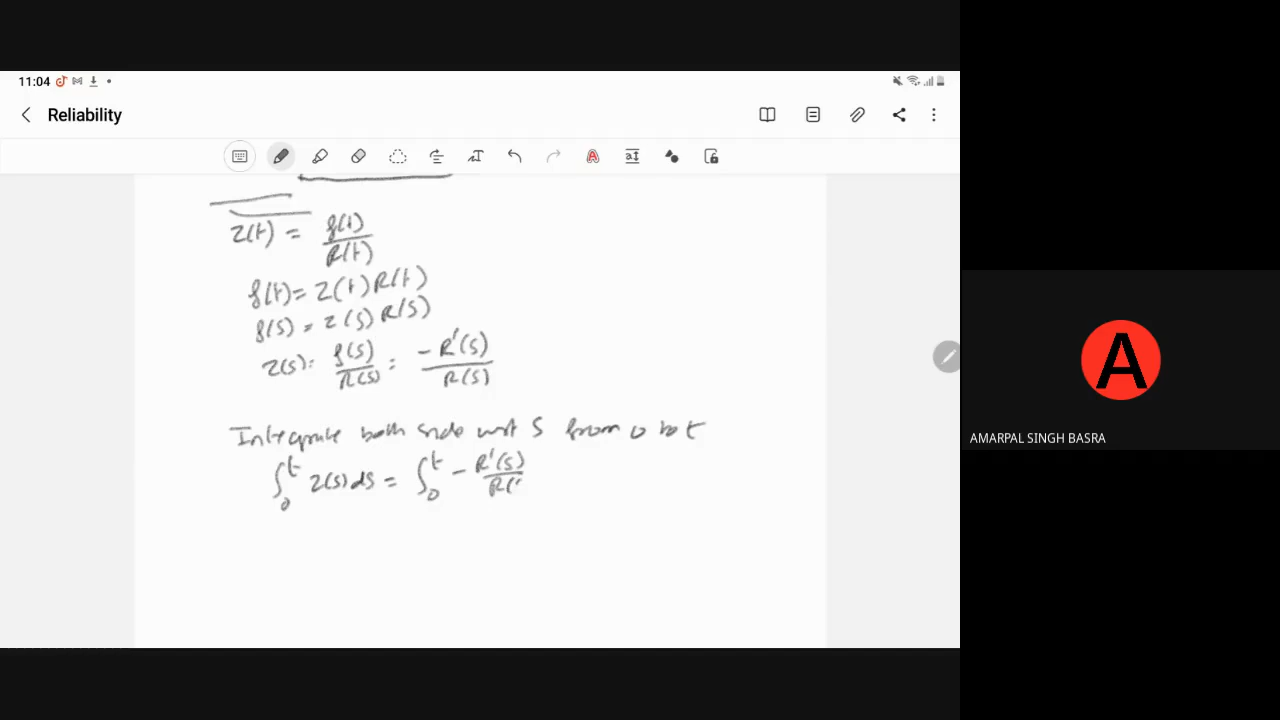 11:04
Reliability
Z(t) = f(t)/R(t)
f(t) = Z(t) R(t)
f(s) = z(s) R(s)
z(s) = f(s)/R(s) = -R'(s)/R(s)
Integrate both side wrt S from 0 to t
∫₀ᵗ z(s) ds = ∫₀ᵗ - R'(s)/R(
A
AMARPAL SINGH BASRA